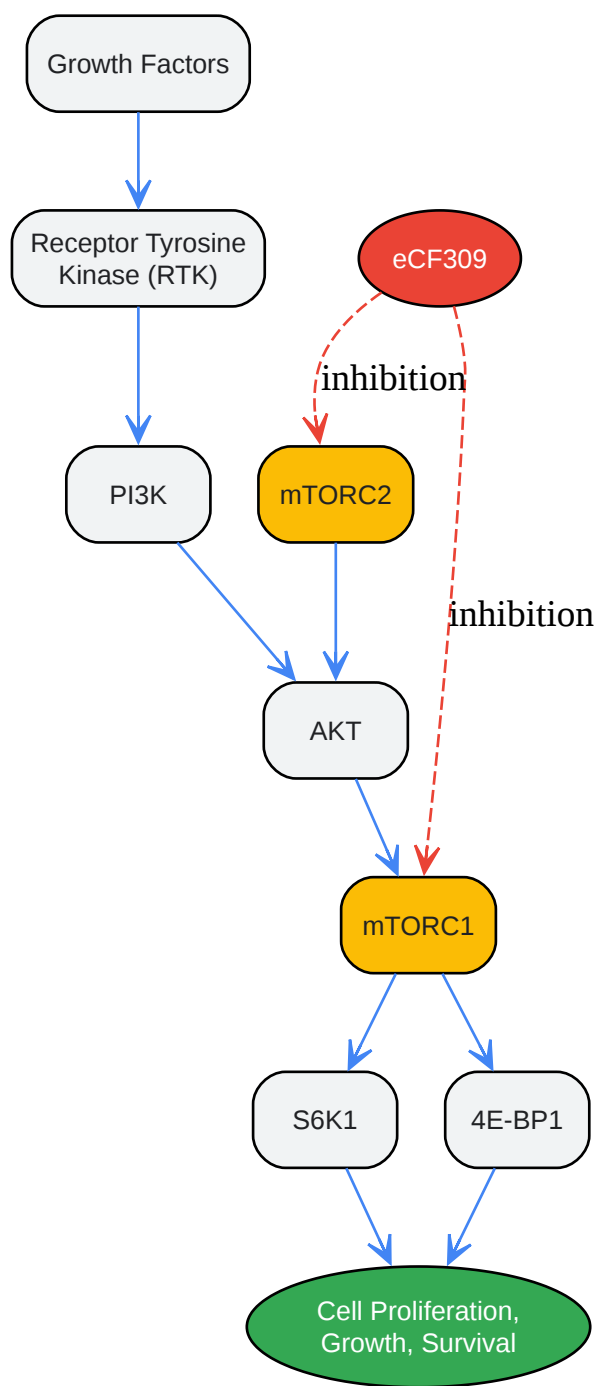 Growth Factors
Receptor Tyrosine
Kinase (RTK)
eCF309
inhibition
PI3K
mTORC2
inhibition
AKT
mTORC1
S6K1
4E-BP1
Cell Proliferation,
Growth, Survival